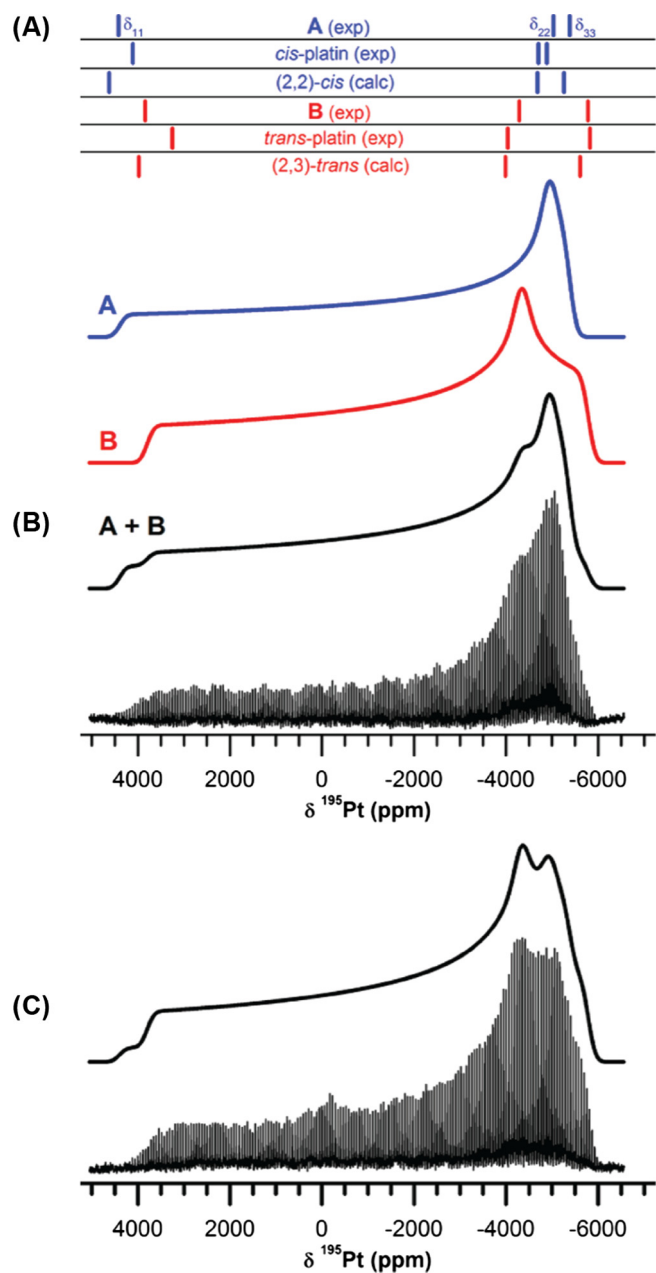 (A)
δ11 A (exp) δ22 δ33
cis-platin (exp)
(2,2)-cis (calc)
B (exp)
trans-platin (exp)
(2,3)-trans (calc)
A
B
(B)
A + B
4000 2000 0 -2000 -4000 -6000
δ 195Pt (ppm)
(C)
4000 2000 0 -2000 -4000 -6000
δ 195Pt (ppm)